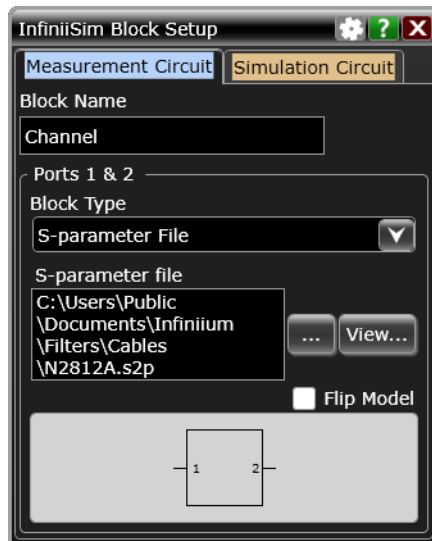 InfiniiSim Block Setup
?
X
Measurement Circuit
Simulation Circuit
Block Name
Channel
Ports 1 & 2
Block Type
S-parameter File
S-parameter file
C:\Users\Public
\Documents\Infiniium
\Filters\Cables
\N2812A.s2p
...
View...
Flip Model
1 2